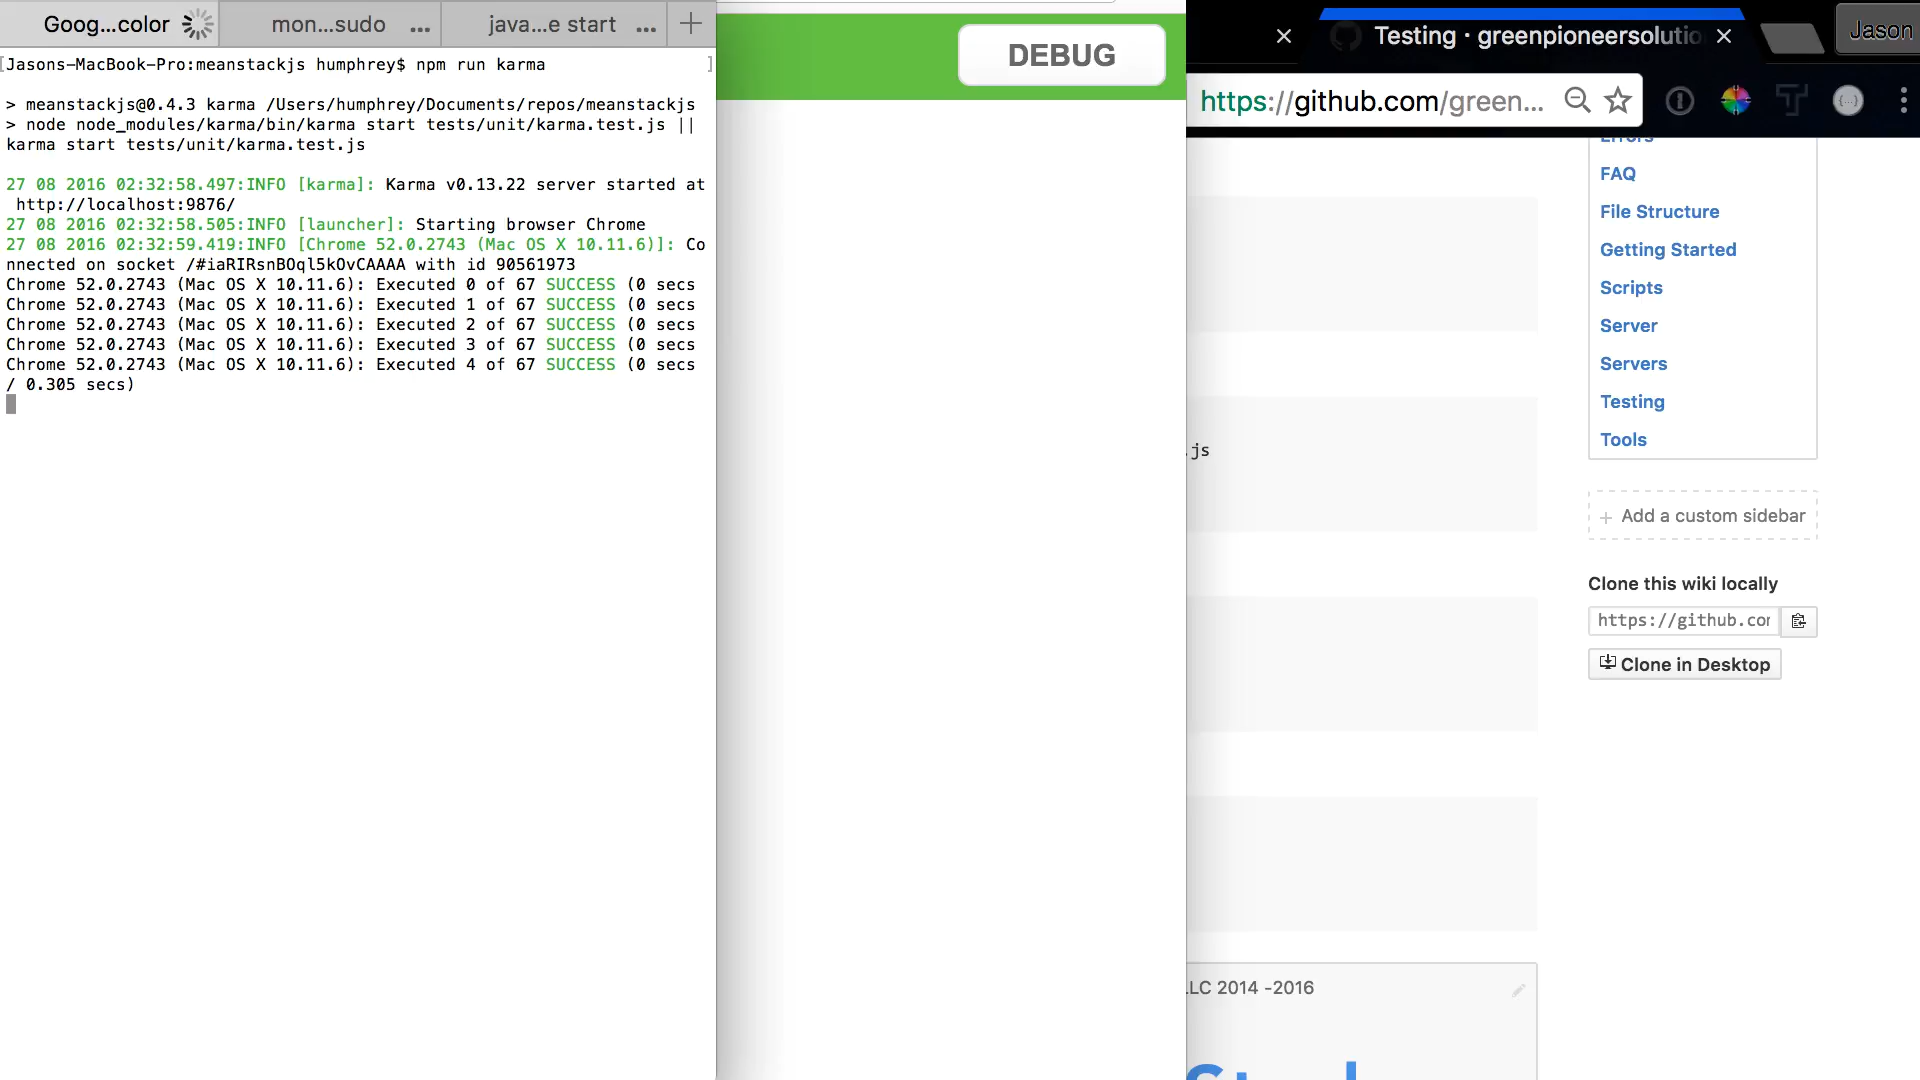 Goog...color
mon...sudo ...
java...e start ...
[Jasons-MacBook-Pro:meanstackjs humphrey$ npm run karma ]
> meanstackjs@0.4.3 karma /Users/humphrey/Documents/repos/meanstackjs
> node node_modules/karma/bin/karma start tests/unit/karma.test.js ||
karma start tests/unit/karma.test.js
27 08 2016 02:32:58.497:INFO [karma]: Karma v0.13.22 server started at
http://localhost:9876/
27 08 2016 02:32:58.505:INFO [launcher]: Starting browser Chrome
27 08 2016 02:32:59.419:INFO [Chrome 52.0.2743 (Mac OS X 10.11.6)]: Co
nnected on socket /#iaRIRsnBOql5kOvCAAAA with id 90561973
Chrome 52.0.2743 (Mac OS X 10.11.6): Executed 0 of 67 SUCCESS (0 secs
Chrome 52.0.2743 (Mac OS X 10.11.6): Executed 1 of 67 SUCCESS (0 secs
Chrome 52.0.2743 (Mac OS X 10.11.6): Executed 2 of 67 SUCCESS (0 secs
Chrome 52.0.2743 (Mac OS X 10.11.6): Executed 3 of 67 SUCCESS (0 secs
Chrome 52.0.2743 (Mac OS X 10.11.6): Executed 4 of 67 SUCCESS (0 secs
/ 0.305 secs)
DEBUG
Testing · greenpioneersolutio
Jason
https://github.com/green...
.js
LLC 2014 -2016
Errors
FAQ
File Structure
Getting Started
Scripts
Server
Servers
Testing
Tools
+ Add a custom sidebar
Clone this wiki locally
https://github.com
Clone in Desktop